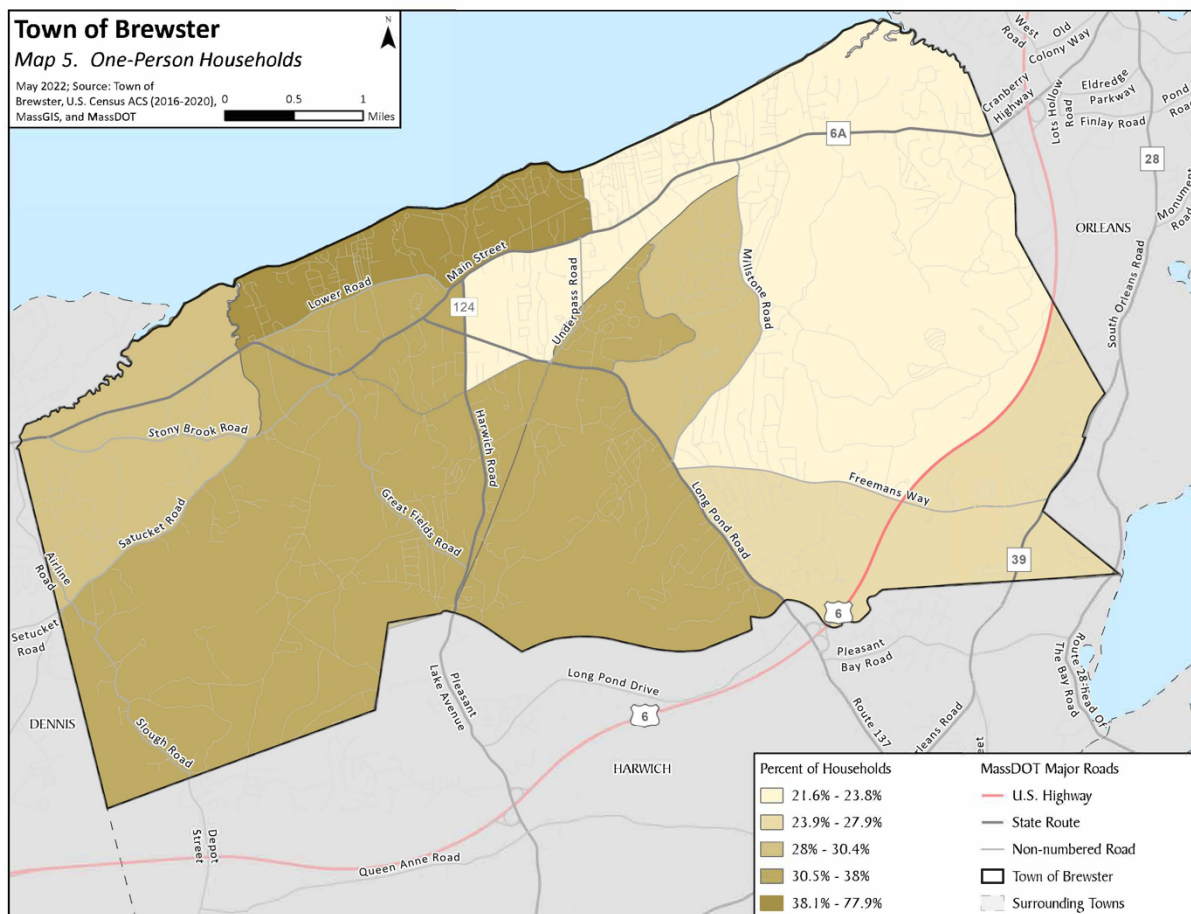 Town of Brewster
Map 5. One-Person Households
May 2022; Source: Town of
Brewster, U.S. Census ACS (2016-2020),
MassGIS, and MassDOT
0 0.5 1
Miles
N
West
Road
Old
Colony Way
Cranberry
Highway
Lots Hollow
Road
Eldredge
Parkway
Finlay Road
Pond
Road
6A
28
Monument
Road
ORLEANS
South Orleans Road
Main Street
Lower Road
124
Underpass Road
Millstone Road
Stony Brook Road
Harwich Road
Satucket Road
Great Fields Road
Long Pond Road
Freemans Way
Airline
Road
39
Setucket
Road
6
Pleasant
Bay Road
Route 28-Head Of
The Bay Road
Pleasant
Lake Avenue
Long Pond Drive
6
Route 137
rleans Road
DENNIS
Slough Road
HARWICH
Depot
Street
Queen Anne Road
Percent of Households
21.6% - 23.8%
23.9% - 27.9%
28% - 30.4%
30.5% - 38%
38.1% - 77.9%
MassDOT Major Roads
U.S. Highway
State Route
Non-numbered Road
Town of Brewster
Surrounding Towns